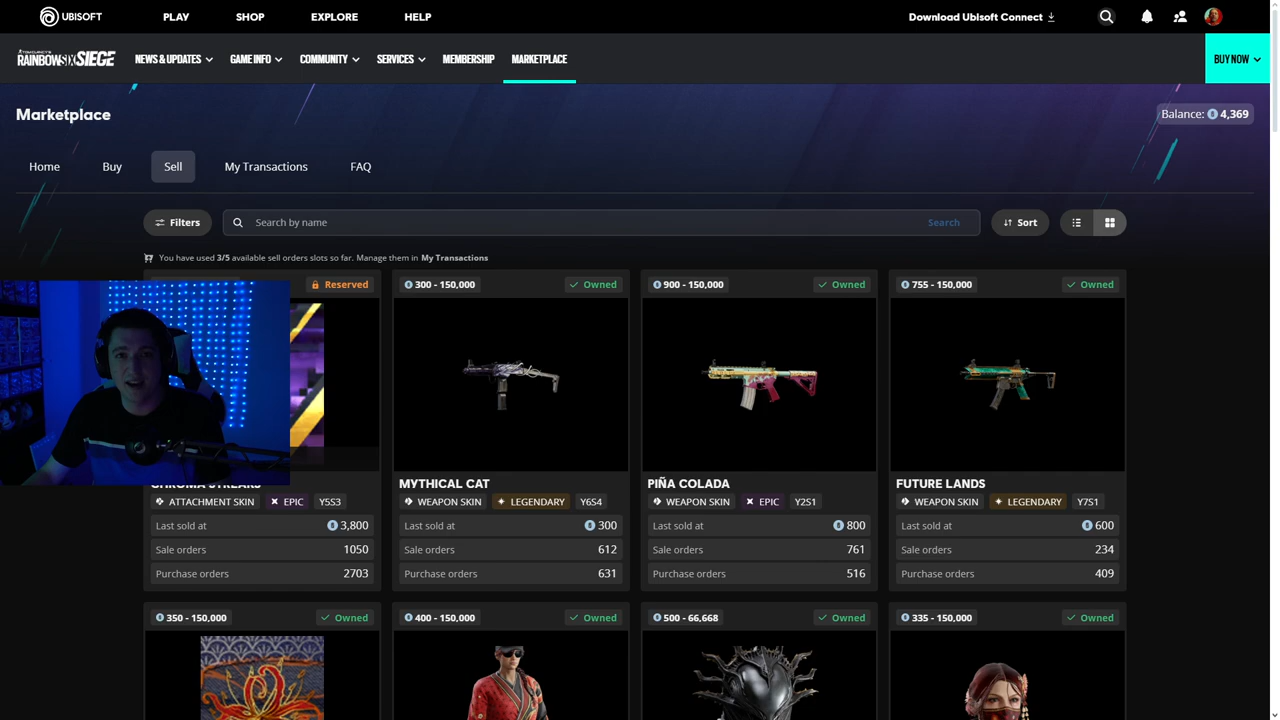 UBISOFT
PLAY
SHOP
EXPLORE
HELP
Download Ubisoft Connect
TOM CLANCY'S
RAINBOWSIX SIEGE
NEWS & UPDATES
GAME INFO
COMMUNITY
SERVICES
MEMBERSHIP
MARKETPLACE
BUY NOW
Marketplace
Balance: 4,369
Home
Buy
Sell
My Transactions
FAQ
Filters
Search by name
Search
Sort
You have used 3/5 available sell orders slots so far. Manage them in My Transactions
Reserved
CHROMA STREAKS
ATTACHMENT SKIN
EPIC
Y5S3
Last sold at 3,800
Sale orders 1050
Purchase orders 2703
300 - 150,000
Owned
MYTHICAL CAT
WEAPON SKIN
LEGENDARY
Y6S4
Last sold at 300
Sale orders 612
Purchase orders 631
900 - 150,000
Owned
PIÑA COLADA
WEAPON SKIN
EPIC
Y2S1
Last sold at 800
Sale orders 761
Purchase orders 516
755 - 150,000
Owned
FUTURE LANDS
WEAPON SKIN
LEGENDARY
Y7S1
Last sold at 600
Sale orders 234
Purchase orders 409
350 - 150,000
Owned
400 - 150,000
Owned
500 - 66,668
Owned
335 - 150,000
Owned